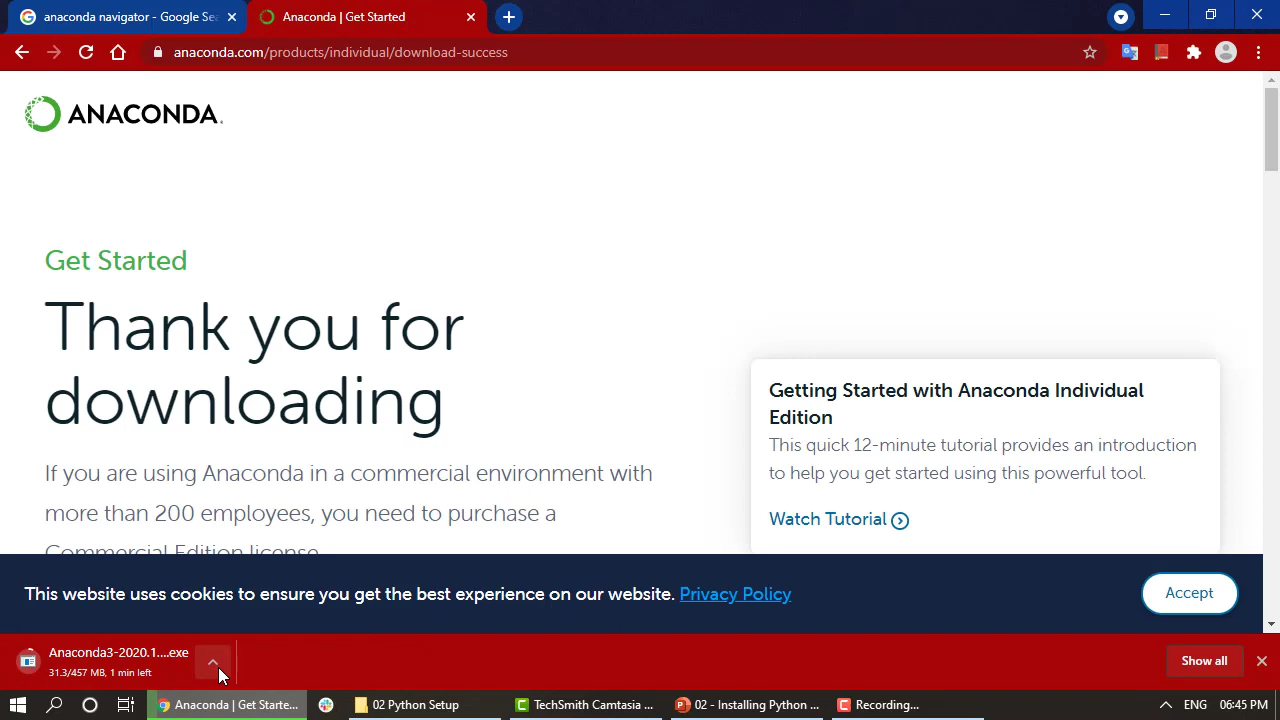 anaconda navigator - Google Sea
Anaconda | Get Started
anaconda.com/products/individual/download-success
ANACONDA.
Get Started
Thank you for
downloading
If you are using Anaconda in a commercial environment with
more than 200 employees, you need to purchase a
Commercial Edition license
Getting Started with Anaconda Individual
Edition
This quick 12-minute tutorial provides an introduction
to help you get started using this powerful tool.
Watch Tutorial
This website uses cookies to ensure you get the best experience on our website. Privacy Policy
Accept
Anaconda3-2020.1....exe
31.3/457 MB, 1 min left
Show all
Anaconda | Get Starte...
02 Python Setup
TechSmith Camtasia ...
02 - Installing Python ...
Recording...
ENG
06:45 PM